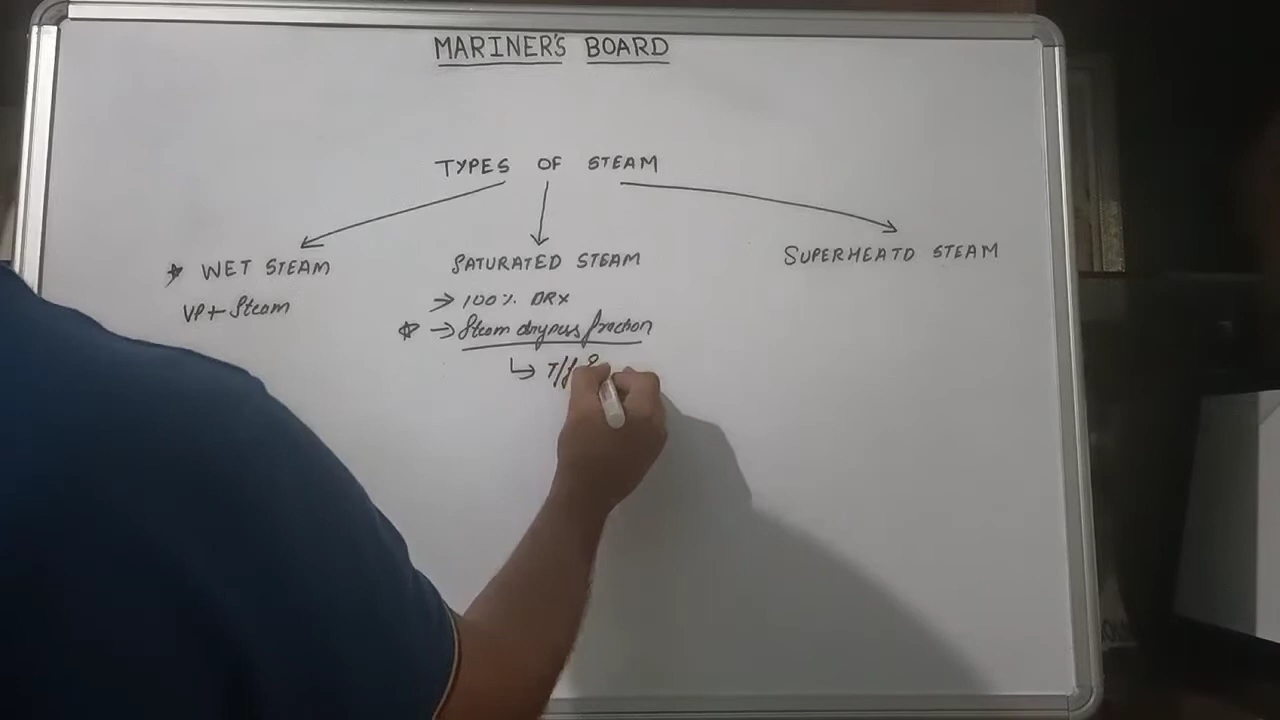 MARINER'S BOARD
TYPES OF STEAM
WET STEAM
VP + Steam
SATURATED STEAM
→ 100% DRY
→ Steam dryness fraction
SUPERHEATD STEAM